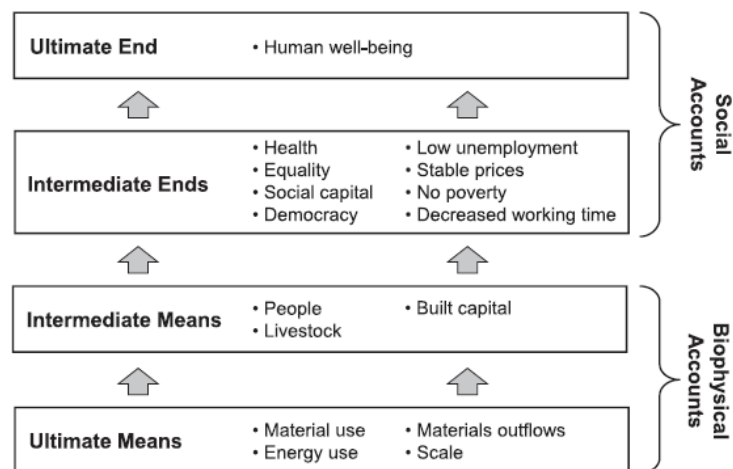 Ultimate End
• Human well-being
Intermediate Ends
• Health
• Equality
• Social capital
• Democracy
• Low unemployment
• Stable prices
• No poverty
• Decreased working time
Social
Accounts
Intermediate Means
• People
• Livestock
• Built capital
Ultimate Means
• Material use
• Energy use
• Materials outflows
• Scale
Biophysical
Accounts